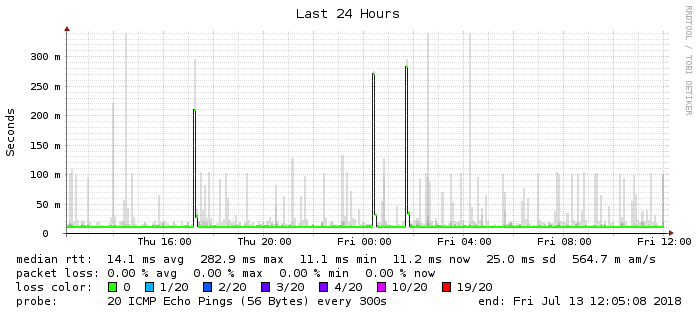 Last 24 Hours
RRDTOOL / TOBI OETIKER
Seconds
300 m
250 m
200 m
150 m
100 m
50 m
0
Thu 16:00 Thu 20:00 Fri 00:00 Fri 04:00 Fri 08:00 Fri 12:00
median rtt: 14.1 ms avg 282.9 ms max 11.1 ms min 11.2 ms now 25.0 ms sd 564.7 m am/s
packet loss: 0.00 % avg 0.00 % max 0.00 % min 0.00 % now
loss color: 0 1/20 2/20 3/20 4/20 10/20 19/20
probe: 20 ICMP Echo Pings (56 Bytes) every 300s end: Fri Jul 13 12:05:08 2018